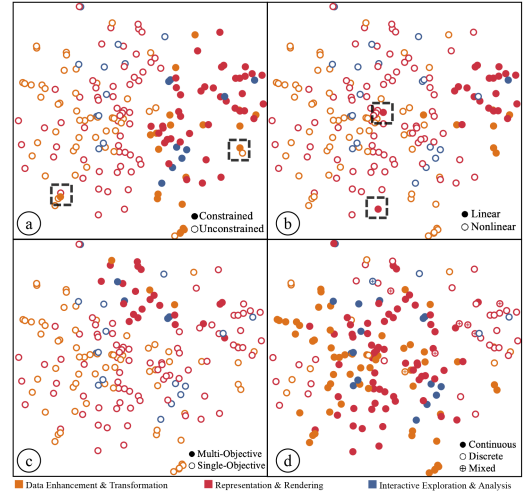 a
Constrained
Unconstrained
b
Linear
Nonlinear
c
Multi-Objective
Single-Objective
d
Continuous
Discrete
Mixed
Data Enhancement & Transformation
Representation & Rendering
Interactive Exploration & Analysis